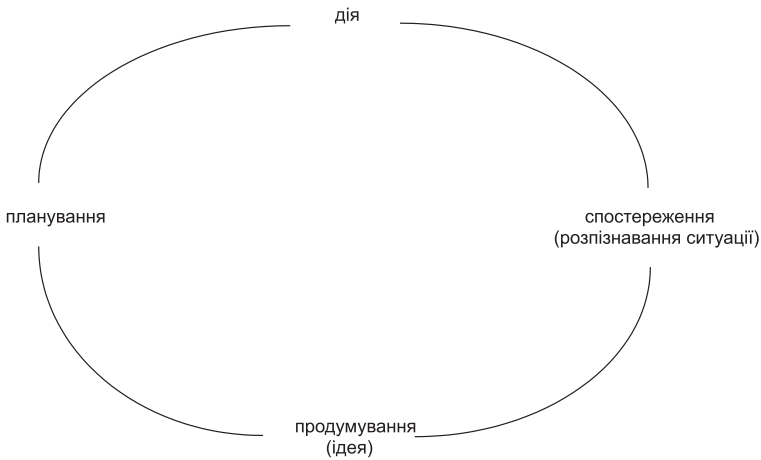 дія
планування
спостереження
(розпізнавання ситуації)
продумування
(ідея)